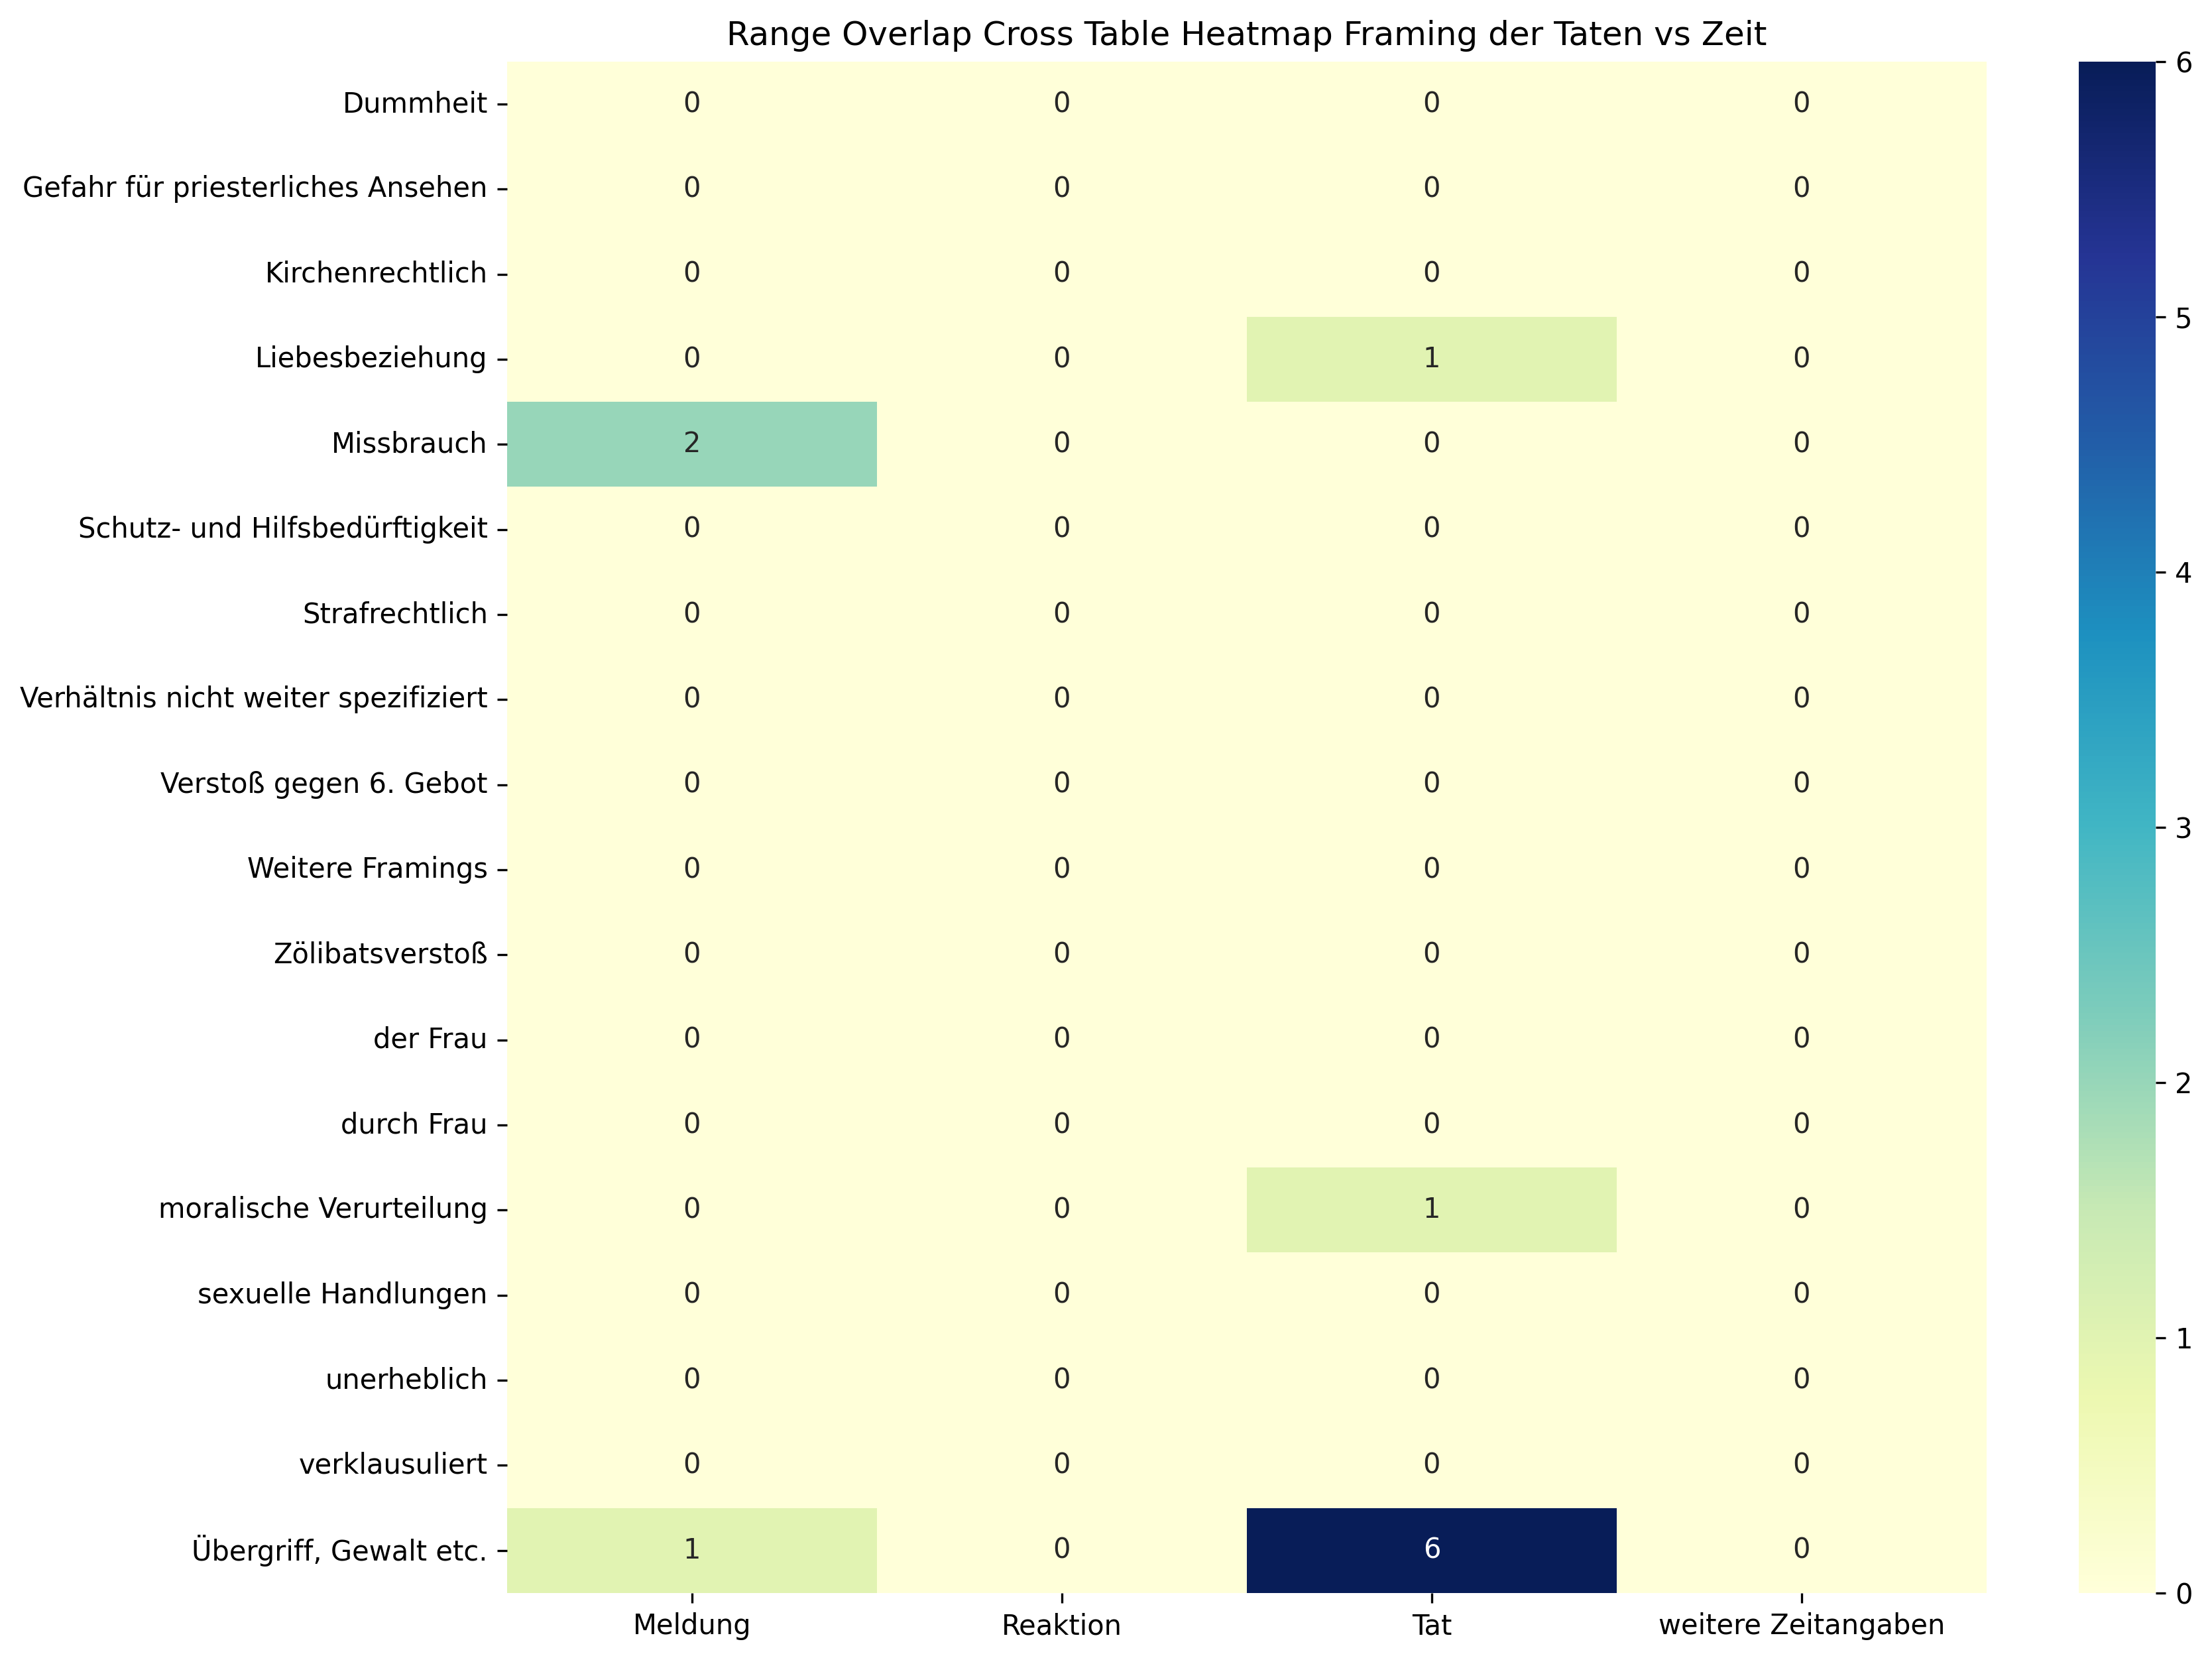 Range Overlap Cross Table Heatmap Framing der Taten vs Zeit
Dummheit 0 0 0 0
Gefahr für priesterliches Ansehen 0 0 0 0
Kirchenrechtlich 0 0 0 0
Liebesbeziehung 0 0 1 0
Missbrauch 2 0 0 0
Schutz- und Hilfsbedürftigkeit 0 0 0 0
Strafrechtlich 0 0 0 0
Verhältnis nicht weiter spezifiziert 0 0 0 0
Verstoß gegen 6. Gebot 0 0 0 0
Weitere Framings 0 0 0 0
Zölibatsverstoß 0 0 0 0
der Frau 0 0 0 0
durch Frau 0 0 0 0
moralische Verurteilung 0 0 1 0
sexuelle Handlungen 0 0 0 0
unerheblich 0 0 0 0
verklausuliert 0 0 0 0
Übergriff, Gewalt etc. 1 0 6 0
Meldung Reaktion Tat weitere Zeitangaben
6
5
4
3
2
1
0